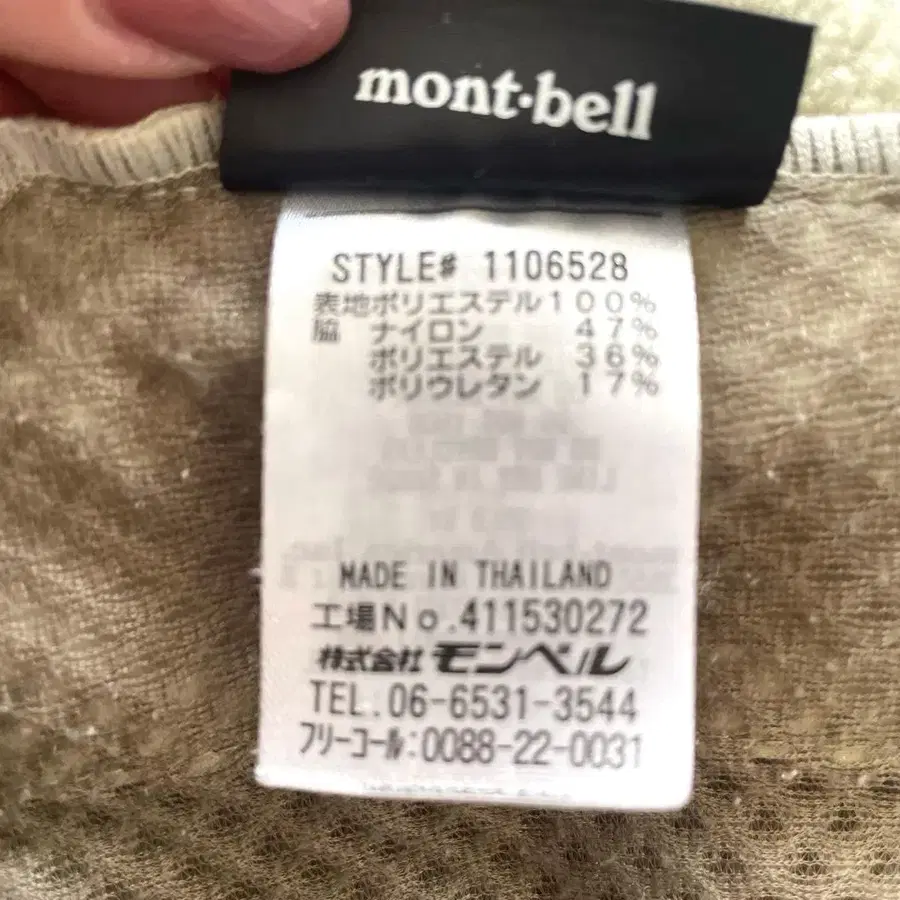 mont·bell
STYLE# 1106528
表地ポリエステル100%
脇 ナイロン 47%
ポリエステル 36%
ポリウレタン 17%
MADE IN THAILAND
工場No.411530272
株式会社モンベル
TEL.06-6531-3544
フリーコール:0088-22-0031